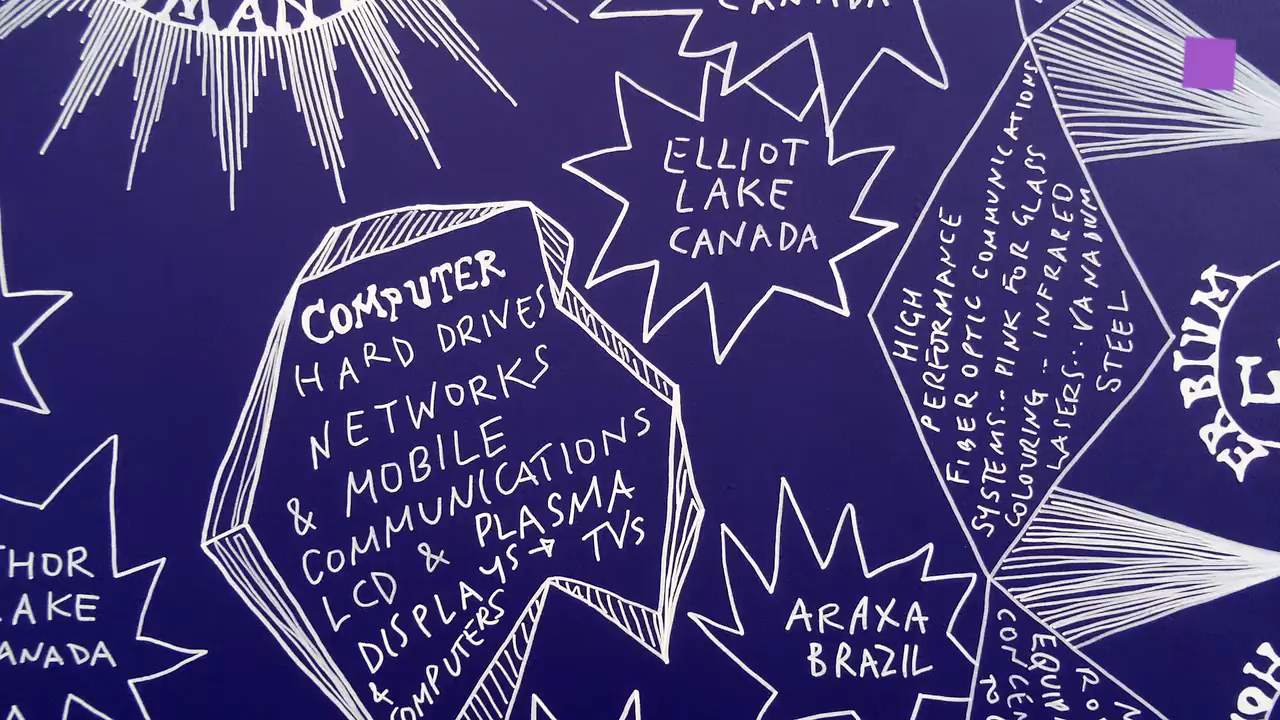 CANADA
ELLIOT
LAKE
CANADA
COMPUTER
HARD DRIVES
NETWORKS
& MOBILE
COMMUNICATIONS
LCD & PLASMA
DISPLAYS → TVS
& COMPUTERS
HIGH
PERFORMANCE
FIBER OPTIC COMMUNICATIONS
SYSTEMS... PINK FOR GLASS
COLOURING - INFRARED
LASERS... VANADIUM
STEEL
ERBIUM
E
THOR
LAKE
CANADA
ARAXA
BRAZIL